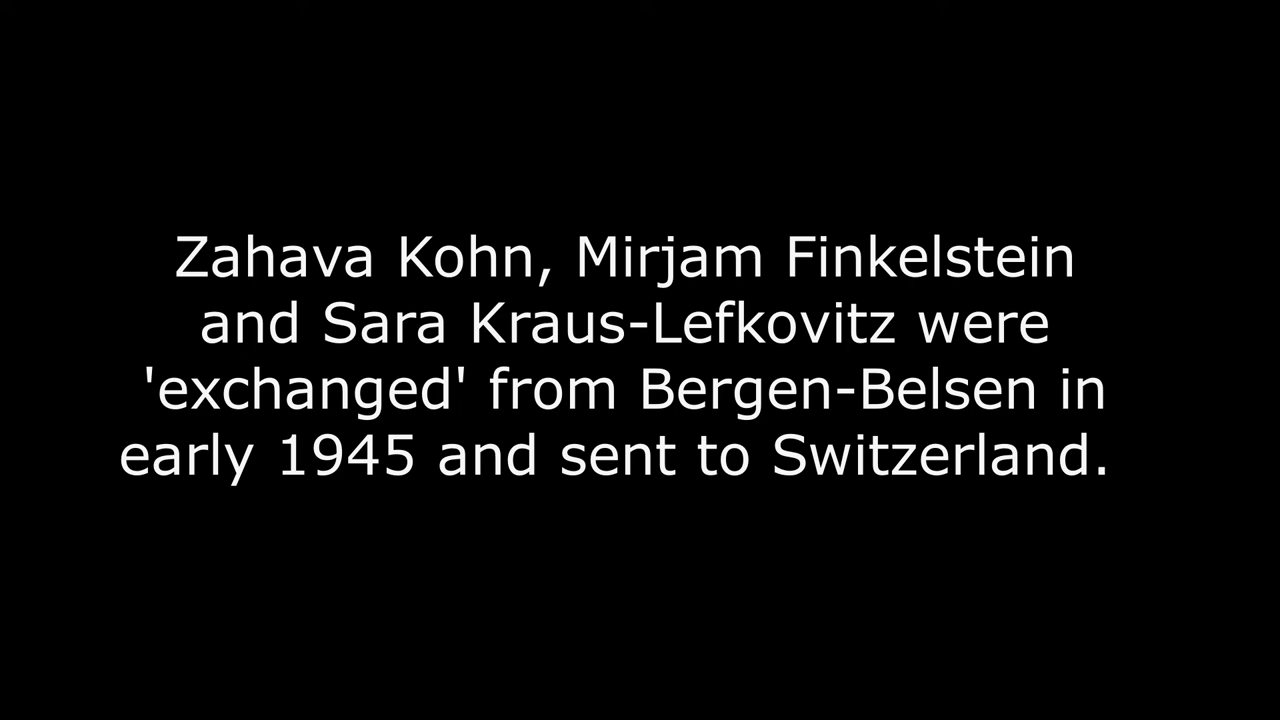 Zahava Kohn, Mirjam Finkelstein
and Sara Kraus-Lefkovitz were
'exchanged' from Bergen-Belsen in
early 1945 and sent to Switzerland.